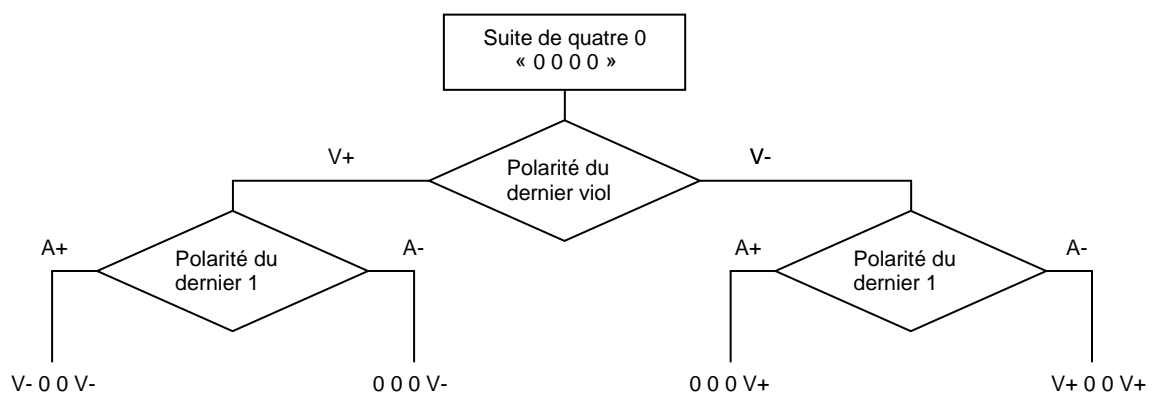 Suite de quatre 0
« 0 0 0 0 »
V+
Polarité du
dernier viol
V-
A+
Polarité du
dernier 1
A-
A+
Polarité du
dernier 1
A-
V- 0 0 V-
0 0 0 V-
0 0 0 V+
V+ 0 0 V+